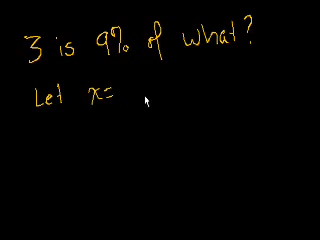 3 is 9% of what?
Let x=